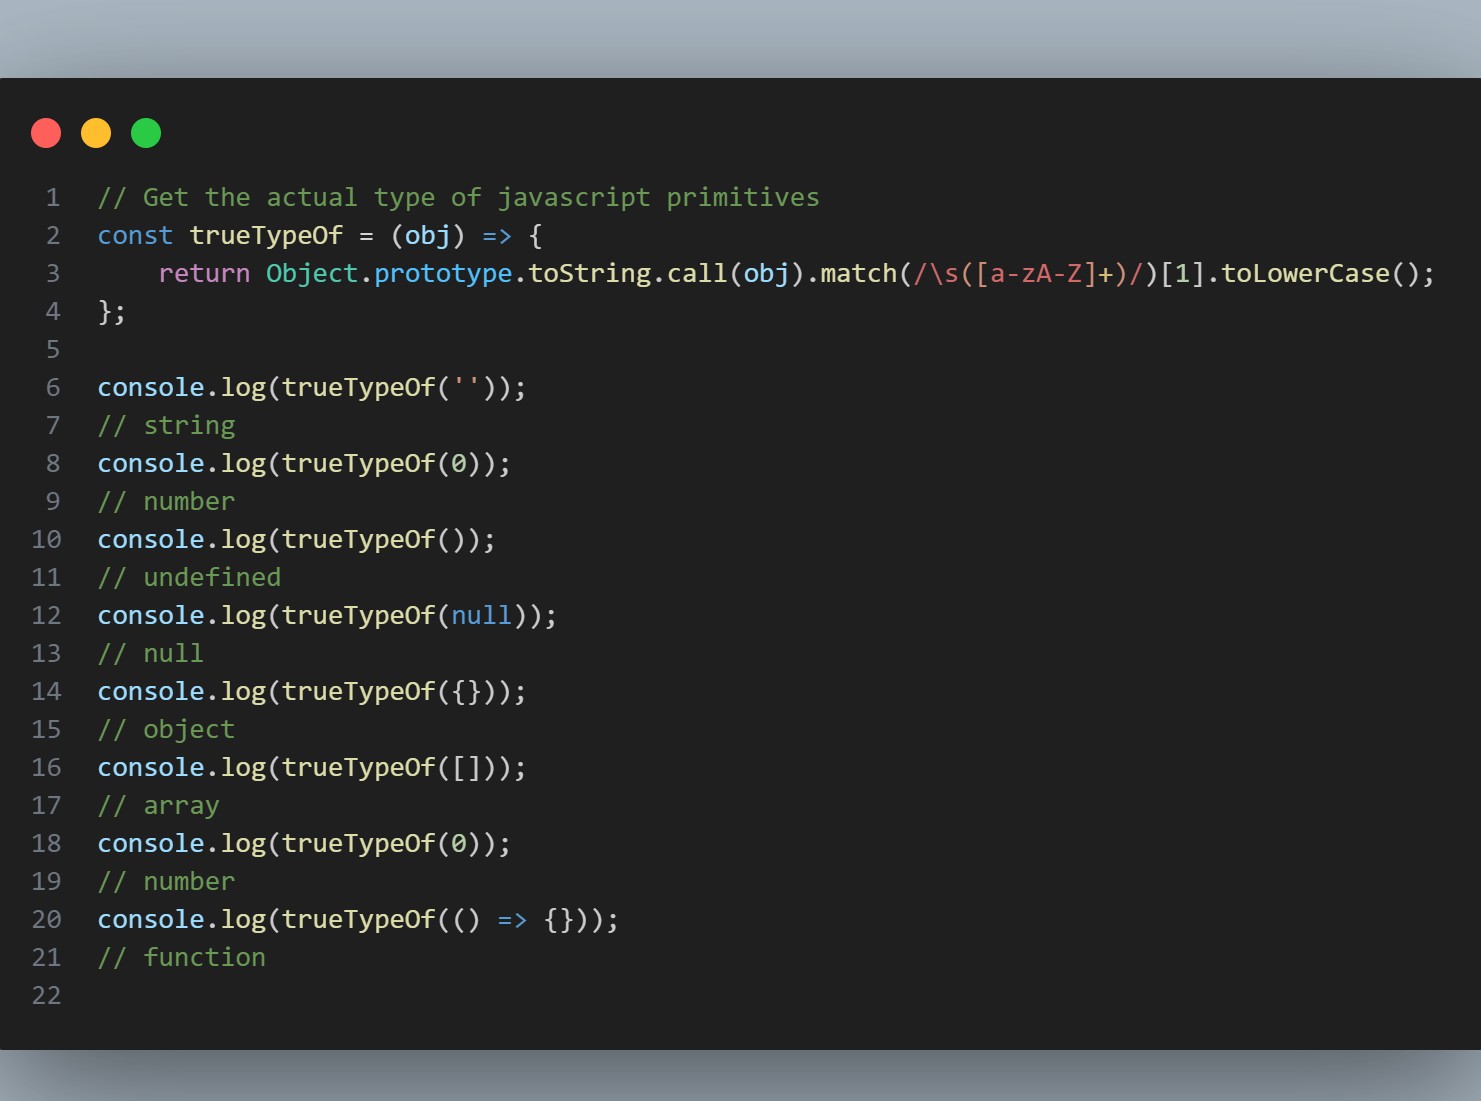 1 // Get the actual type of javascript primitives
2 const trueTypeOf = (obj) => {
3     return Object.prototype.toString.call(obj).match(/\s([a-zA-Z]+)/)[1].toLowerCase();
4 };
5
6 console.log(trueTypeOf(''));
7 // string
8 console.log(trueTypeOf(0));
9 // number
10 console.log(trueTypeOf());
11 // undefined
12 console.log(trueTypeOf(null));
13 // null
14 console.log(trueTypeOf({}));
15 // object
16 console.log(trueTypeOf([]));
17 // array
18 console.log(trueTypeOf(0));
19 // number
20 console.log(trueTypeOf(() => {}));
21 // function
22